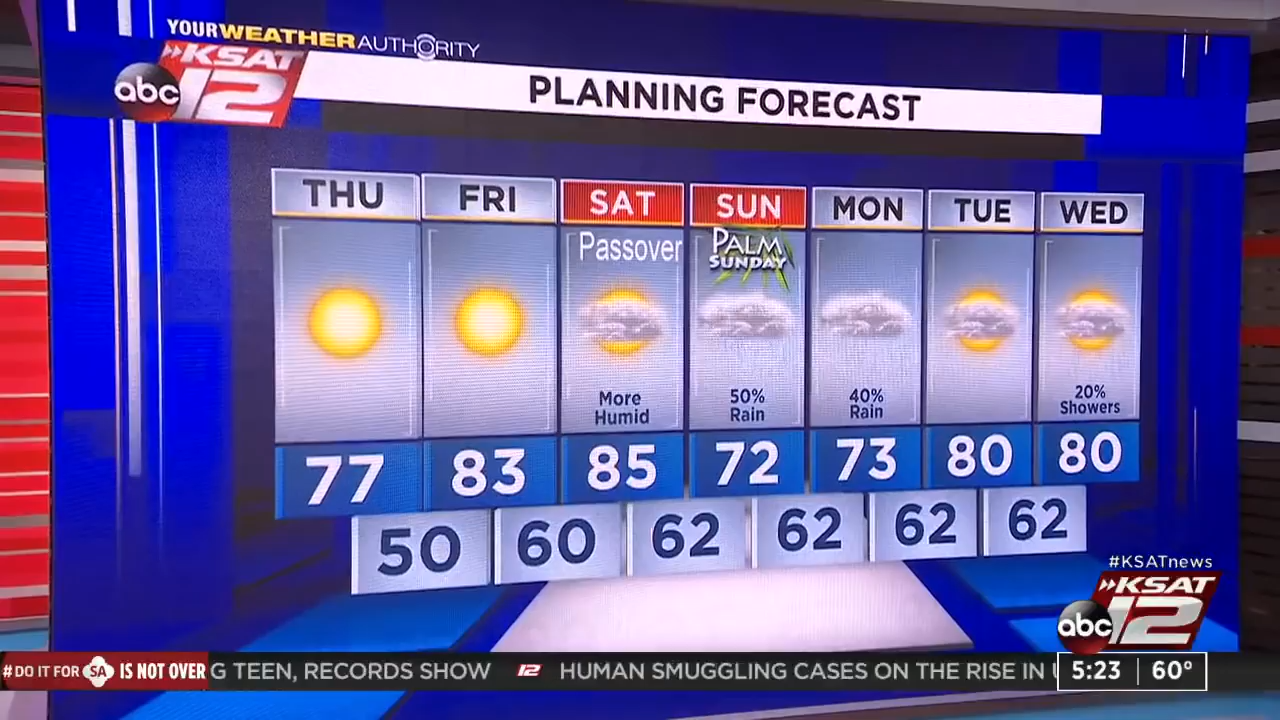 YOURWEATHERAUTHORITY
KSAT
abc 12
PLANNING FORECAST
THU FRI SAT SUN MON TUE WED
Passover PALM
SUNDAY
More 50% 40% 20%
Humid Rain Rain Showers
77 83 85 72 73 80 80
50 60 62 62 62 62
#KSATnews
KSAT
abc 12
#DO IT FOR SA IS NOT OVER G TEEN, RECORDS SHOW 12 HUMAN SMUGGLING CASES ON THE RISE IN 5:23 60°